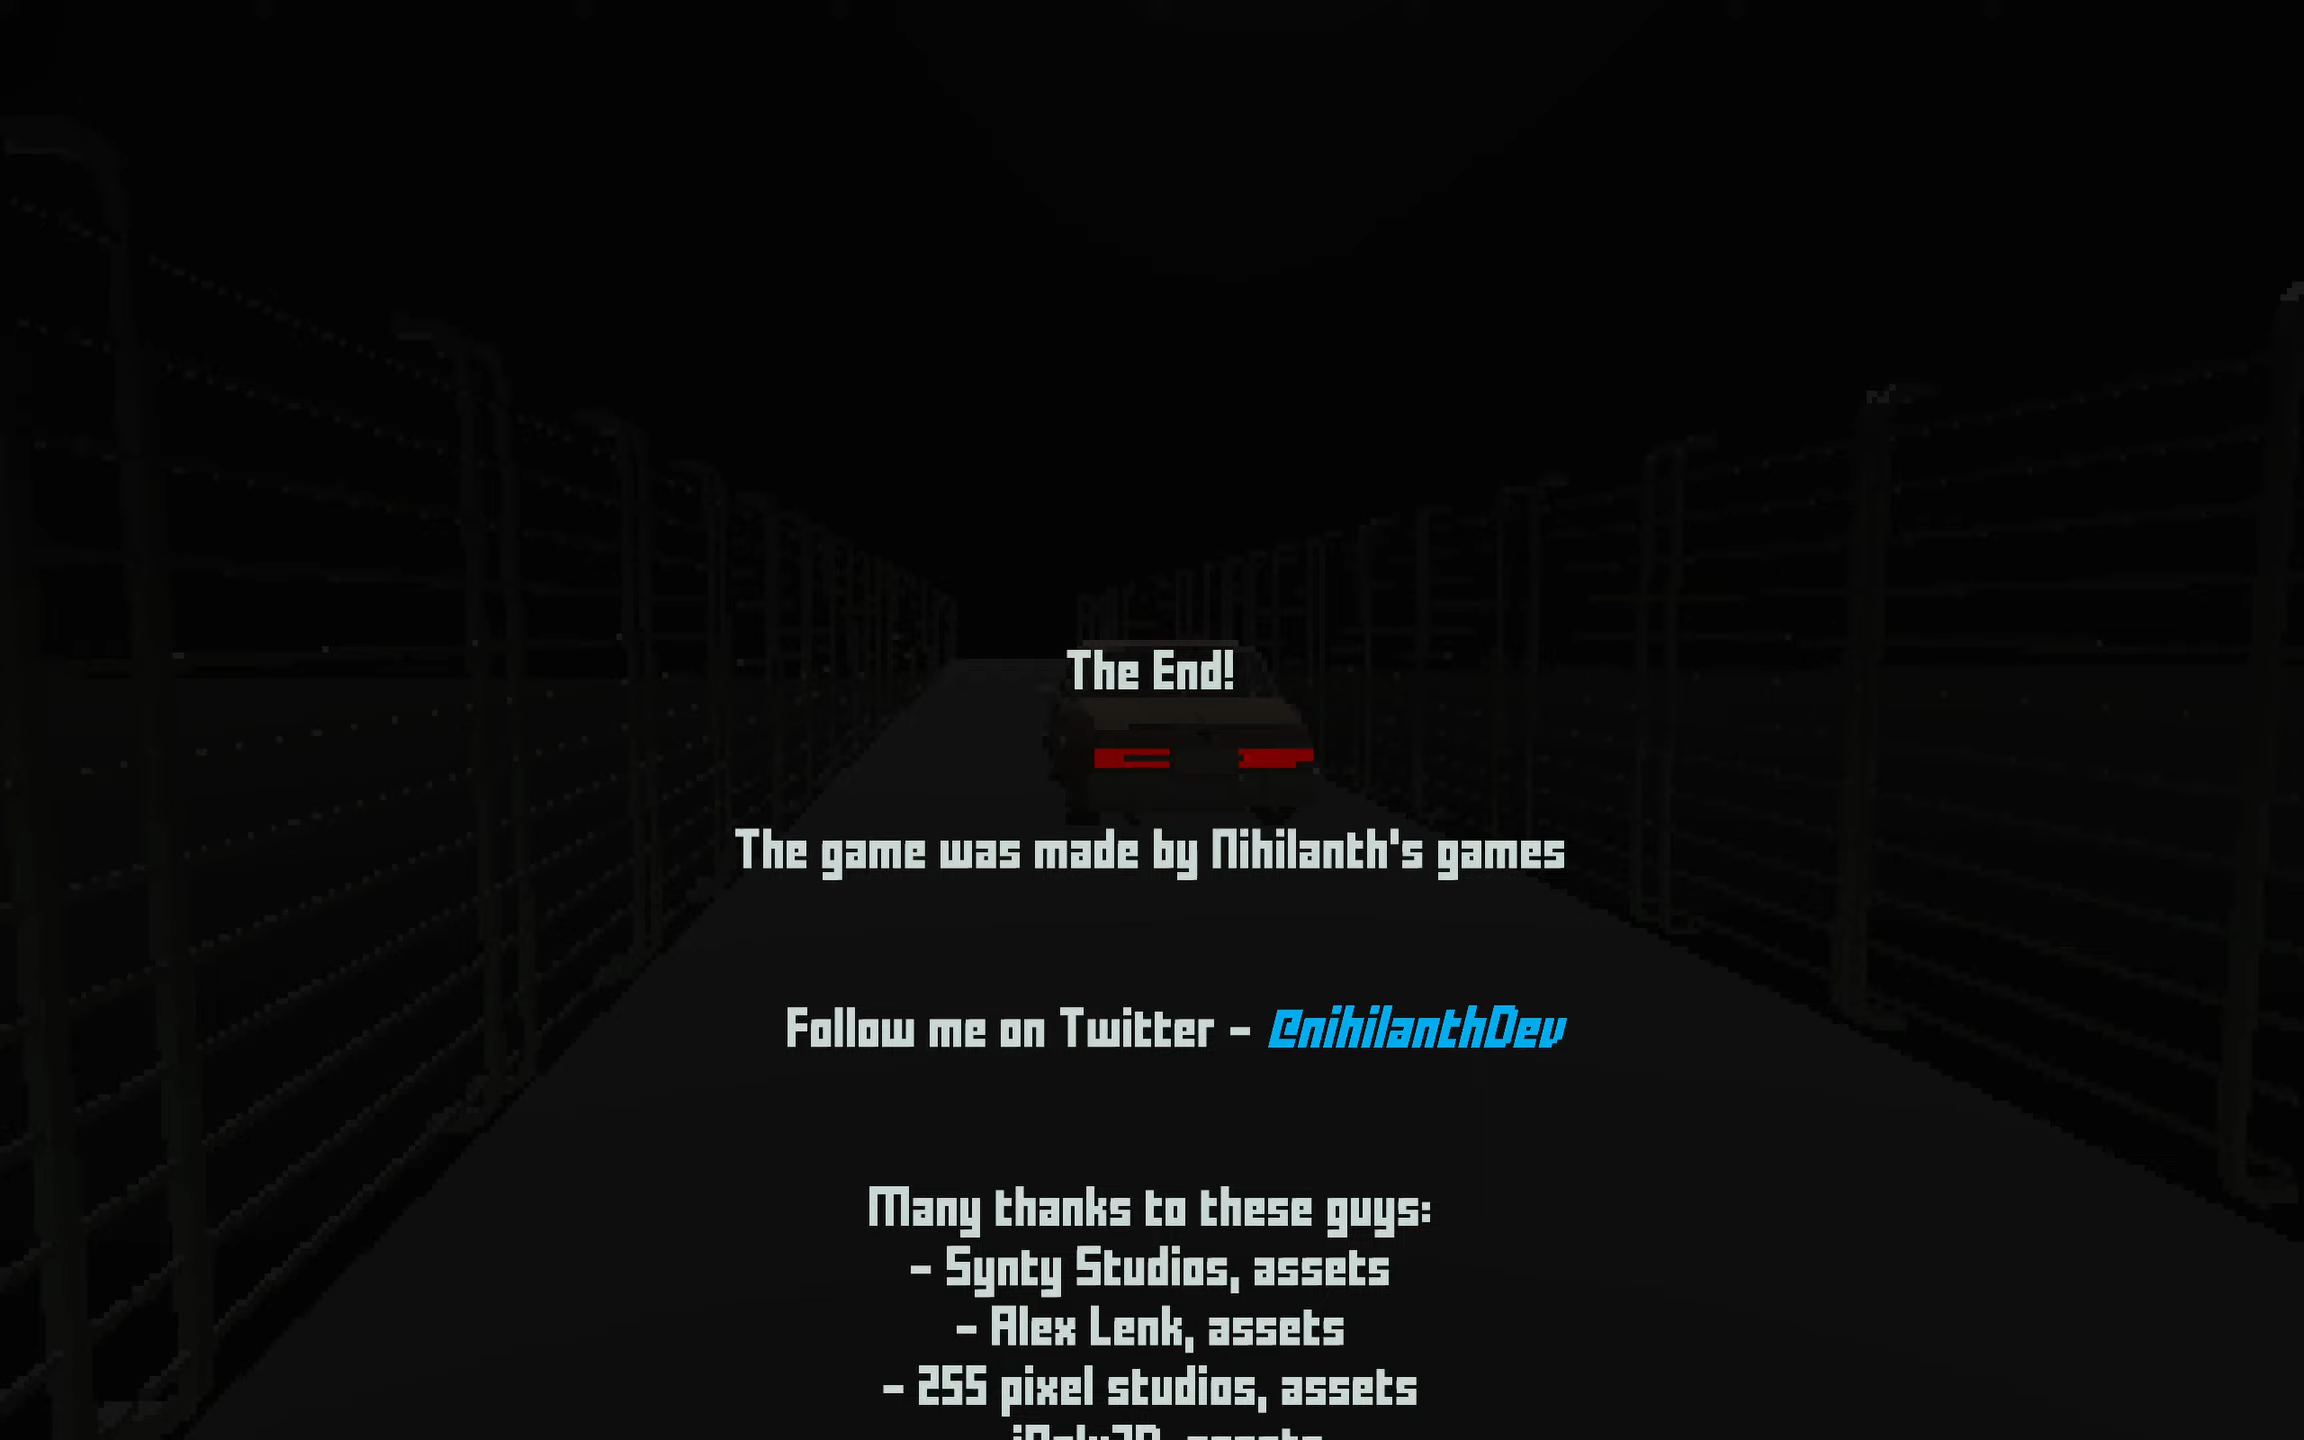 The End!
The game was made by Nihilanth's games
Follow me on Twitter - @nihilanthDev
Many thanks to these guys:
- Synty Studios, assets
- Alex Lenk, assets
- 255 pixel studios, assets